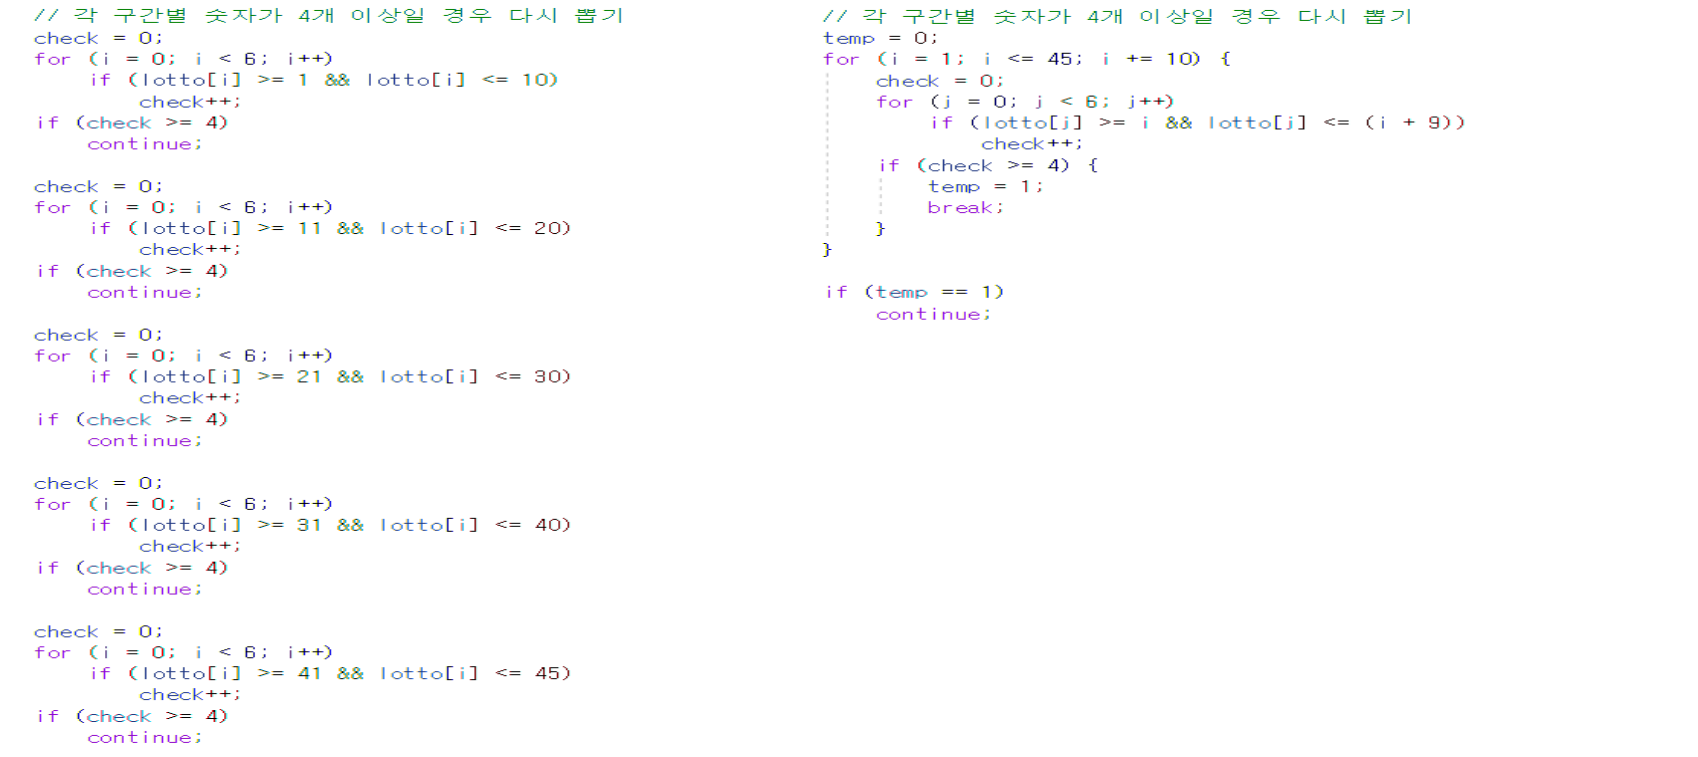 // 각 구간별 숫자가 4개 이상일 경우 다시 뽑기
check = 0;
for (i = 0; i < 6; i++)
if (lotto[i] >= 1 && lotto[i] <= 10)
check++;
if (check >= 4)
continue;
check = 0;
for (i = 0; i < 6; i++)
if (lotto[i] >= 11 && lotto[i] <= 20)
check++;
if (check >= 4)
continue;
check = 0;
for (i = 0; i < 6; i++)
if (lotto[i] >= 21 && lotto[i] <= 30)
check++;
if (check >= 4)
continue;
check = 0;
for (i = 0; i < 6; i++)
if (lotto[i] >= 31 && lotto[i] <= 40)
check++;
if (check >= 4)
continue;
check = 0;
for (i = 0; i < 6; i++)
if (lotto[i] >= 41 && lotto[i] <= 45)
check++;
if (check >= 4)
continue;
// 각 구간별 숫자가 4개 이상일 경우 다시 뽑기
temp = 0;
for (i = 1; i <= 45; i += 10) {
check = 0;
for (j = 0; j < 6; j++)
if (lotto[j] >= i && lotto[j] <= (i + 9))
check++;
if (check >= 4) {
temp = 1;
break;
}
}
if (temp == 1)
continue;